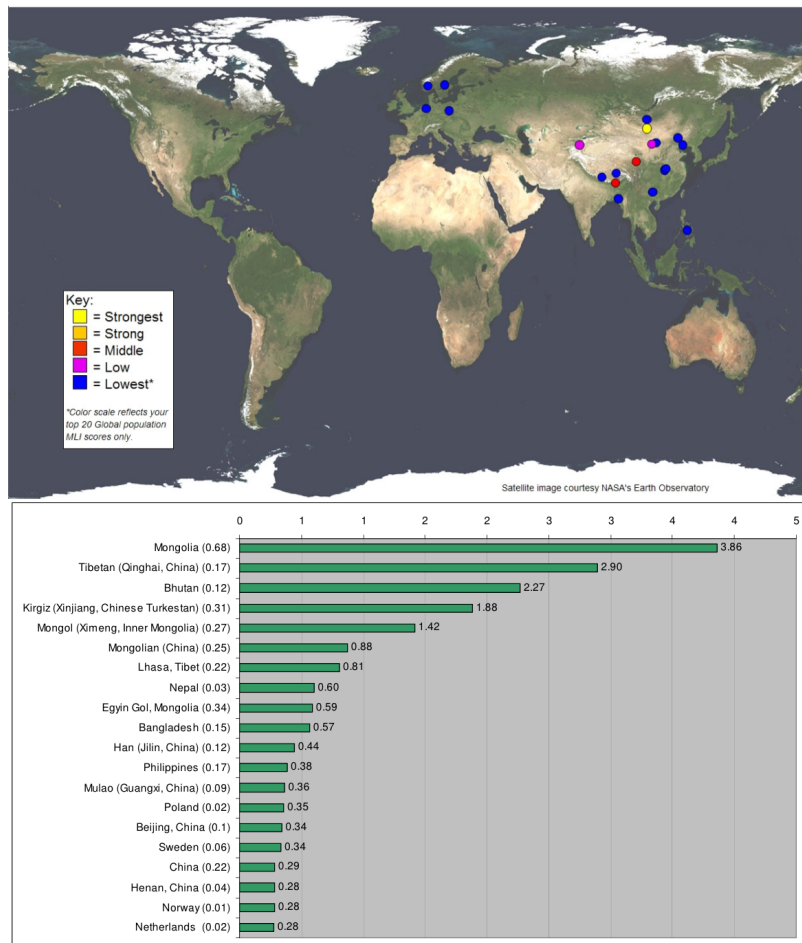 Key:
= Strongest
= Strong
= Middle
= Low
= Lowest*
*Color scale reflects your
top 20 Global population
MLI scores only.
Satellite image courtesy NASA's Earth Observatory
0 1 1 2 2 3 3 4 4 5
Mongolia (0.68) 3.86
Tibetan (Qinghai, China) (0.17) 2.90
Bhutan (0.12) 2.27
Kirgiz (Xinjiang, Chinese Turkestan) (0.31) 1.88
Mongol (Ximeng, Inner Mongolia) (0.27) 1.42
Mongolian (China) (0.25) 0.88
Lhasa, Tibet (0.22) 0.81
Nepal (0.03) 0.60
Egyin Gol, Mongolia (0.34) 0.59
Bangladesh (0.15) 0.57
Han (Jilin, China) (0.12) 0.44
Philippines (0.17) 0.38
Mulao (Guangxi, China) (0.09) 0.36
Poland (0.02) 0.35
Beijing, China (0.1) 0.34
Sweden (0.06) 0.34
China (0.22) 0.29
Henan, China (0.04) 0.28
Norway (0.01) 0.28
Netherlands (0.02) 0.28